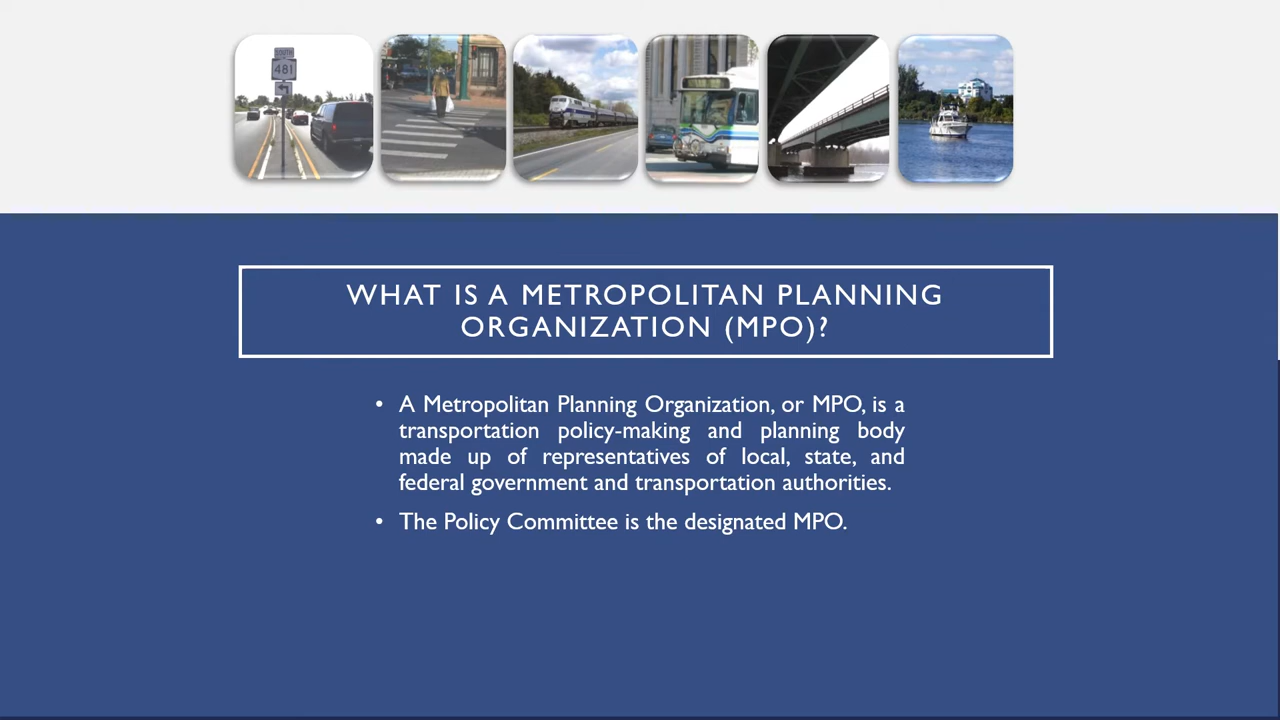 SOUTH
481
WHAT IS A METROPOLITAN PLANNING
ORGANIZATION (MPO)?
• A Metropolitan Planning Organization, or MPO, is a
transportation policy-making and planning body
made up of representatives of local, state, and
federal government and transportation authorities.
• The Policy Committee is the designated MPO.